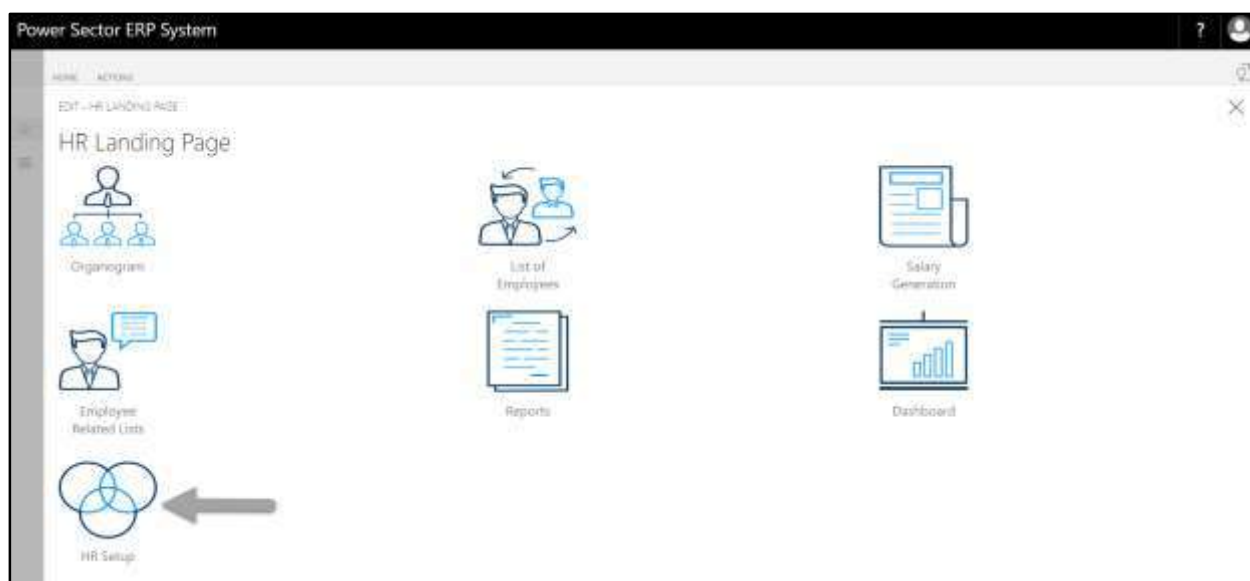 Power Sector ERP System
?
HOME ACTIONS
EDIT - HR LANDING PAGE
HR Landing Page
Organogram
List of
Employees
Salary
Generation
Employee
Related Lists
Reports
Dashboard
HR Setup